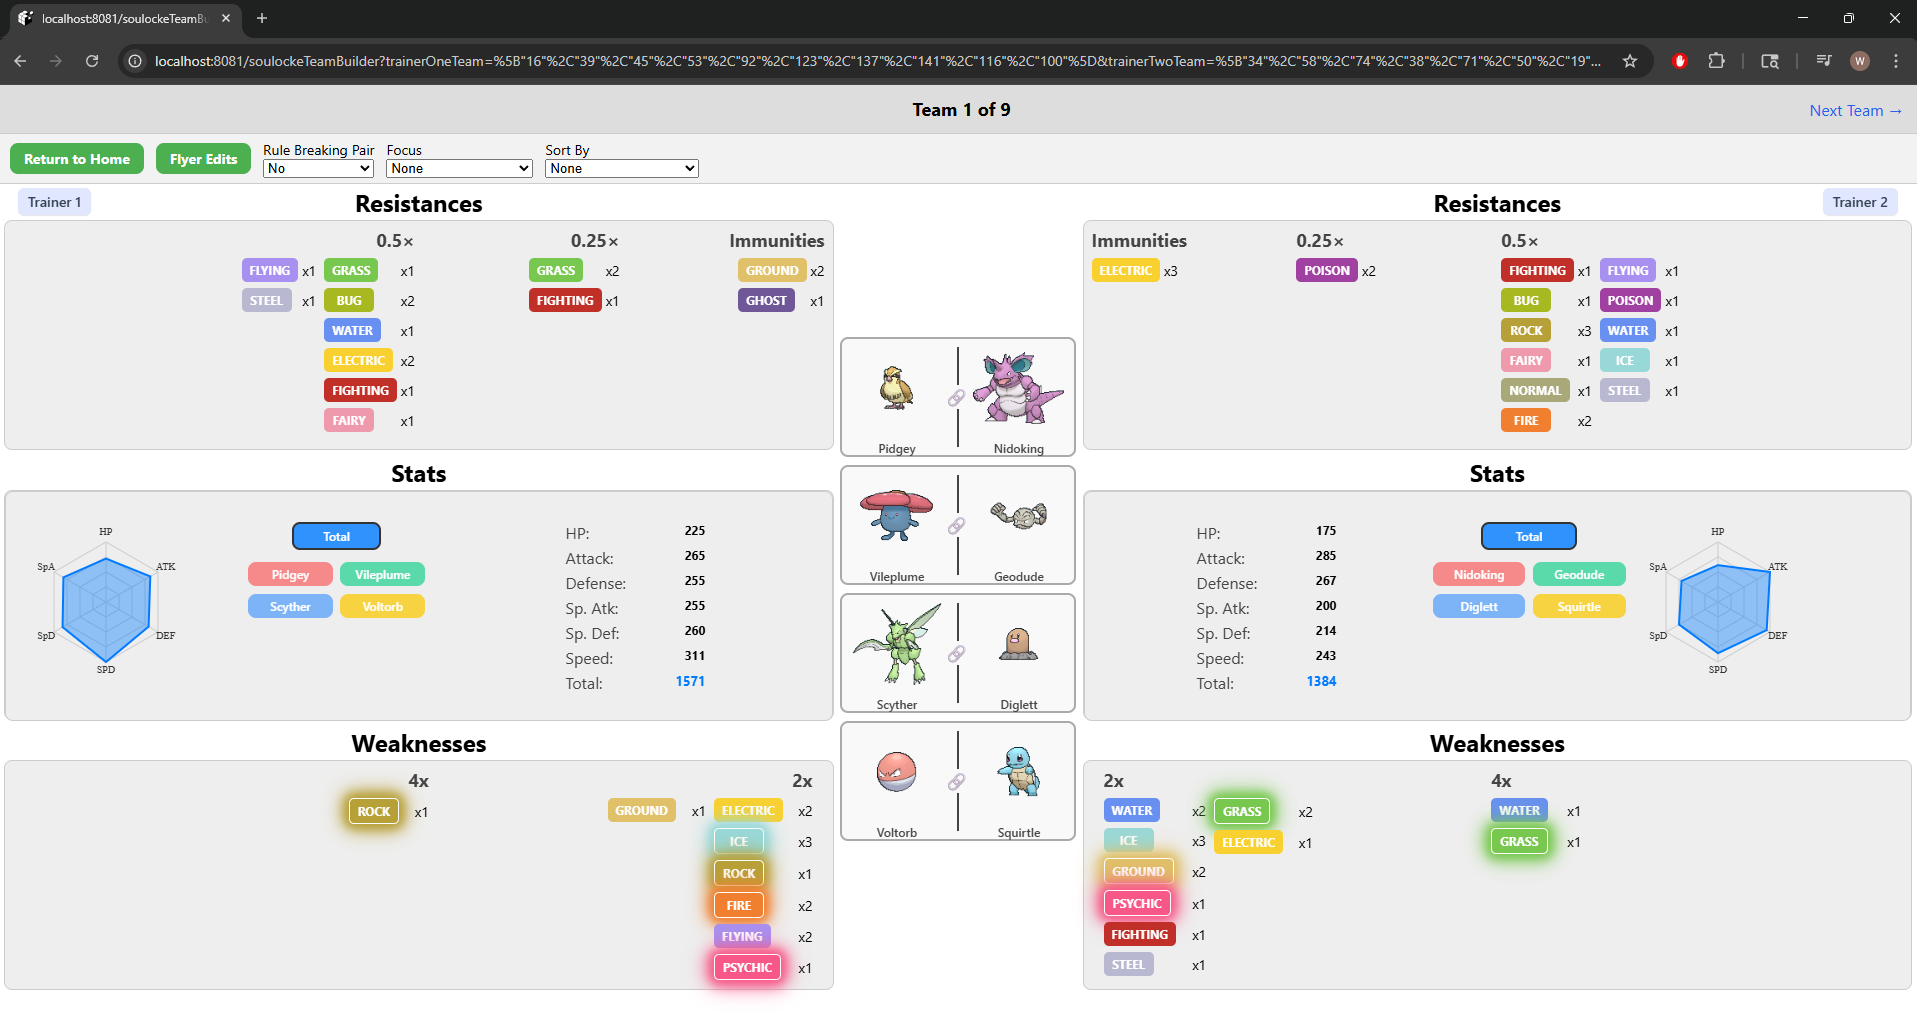 localhost:8081/soulockeTeamBu
localhost:8081/soulockeTeamBuilder?trainerOneTeam=%5B"16"%2C"39"%2C"45"%2C"53"%2C"92"%2C"123"%2C"137"%2C"141"%2C"116"%2C"100"%5D&trainerTwoTeam=%5B"34"%2C"58"%2C"74"%2C"38"%2C"71"%2C"50"%2C"19"...
W
Team 1 of 9
Next Team →
Return to Home
Flyer Edits
Rule Breaking Pair
No
Focus
None
Sort By
None
Trainer 1
Resistances
0.5×
0.25×
Immunities
FLYING x1 GRASS x1
GRASS x2
GROUND x2
STEEL x1 BUG x2
FIGHTING x1
GHOST x1
WATER x1
ELECTRIC x2
FIGHTING x1
FAIRY x1
Stats
HP
ATK
DEF
SPD
SpD
SpA
Total
Pidgey
Vileplume
Scyther
Voltorb
HP: 225
Attack: 265
Defense: 255
Sp. Atk: 255
Sp. Def: 260
Speed: 311
Total: 1571
Weaknesses
4x
2x
ROCK x1
GROUND x1 ELECTRIC x2
ICE x3
ROCK x1
FIRE x2
FLYING x2
PSYCHIC x1
Pidgey
Nidoking
Vileplume
Geodude
Scyther
Diglett
Voltorb
Squirtle
Resistances
Trainer 2
Immunities
0.25×
0.5×
ELECTRIC x3
POISON x2
FIGHTING x1 FLYING x1
BUG x1 POISON x1
ROCK x3 WATER x1
FAIRY x1 ICE x1
NORMAL x1 STEEL x1
FIRE x2
Stats
HP: 175
Attack: 285
Defense: 267
Sp. Atk: 200
Sp. Def: 214
Speed: 243
Total: 1384
Total
Nidoking
Geodude
Diglett
Squirtle
HP
ATK
DEF
SPD
SpD
SpA
Weaknesses
2x
4x
WATER x2 GRASS x2
WATER x1
ICE x3 ELECTRIC x1
GRASS x1
GROUND x2
PSYCHIC x1
FIGHTING x1
STEEL x1